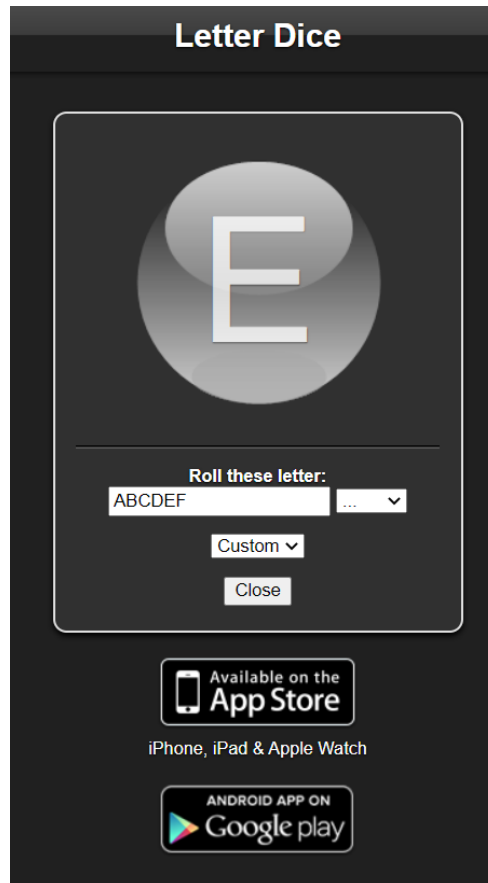 Letter Dice
E
Roll these letter:
ABCDEF ...
Custom
Close
Available on the
App Store
iPhone, iPad & Apple Watch
ANDROID APP ON
Google play